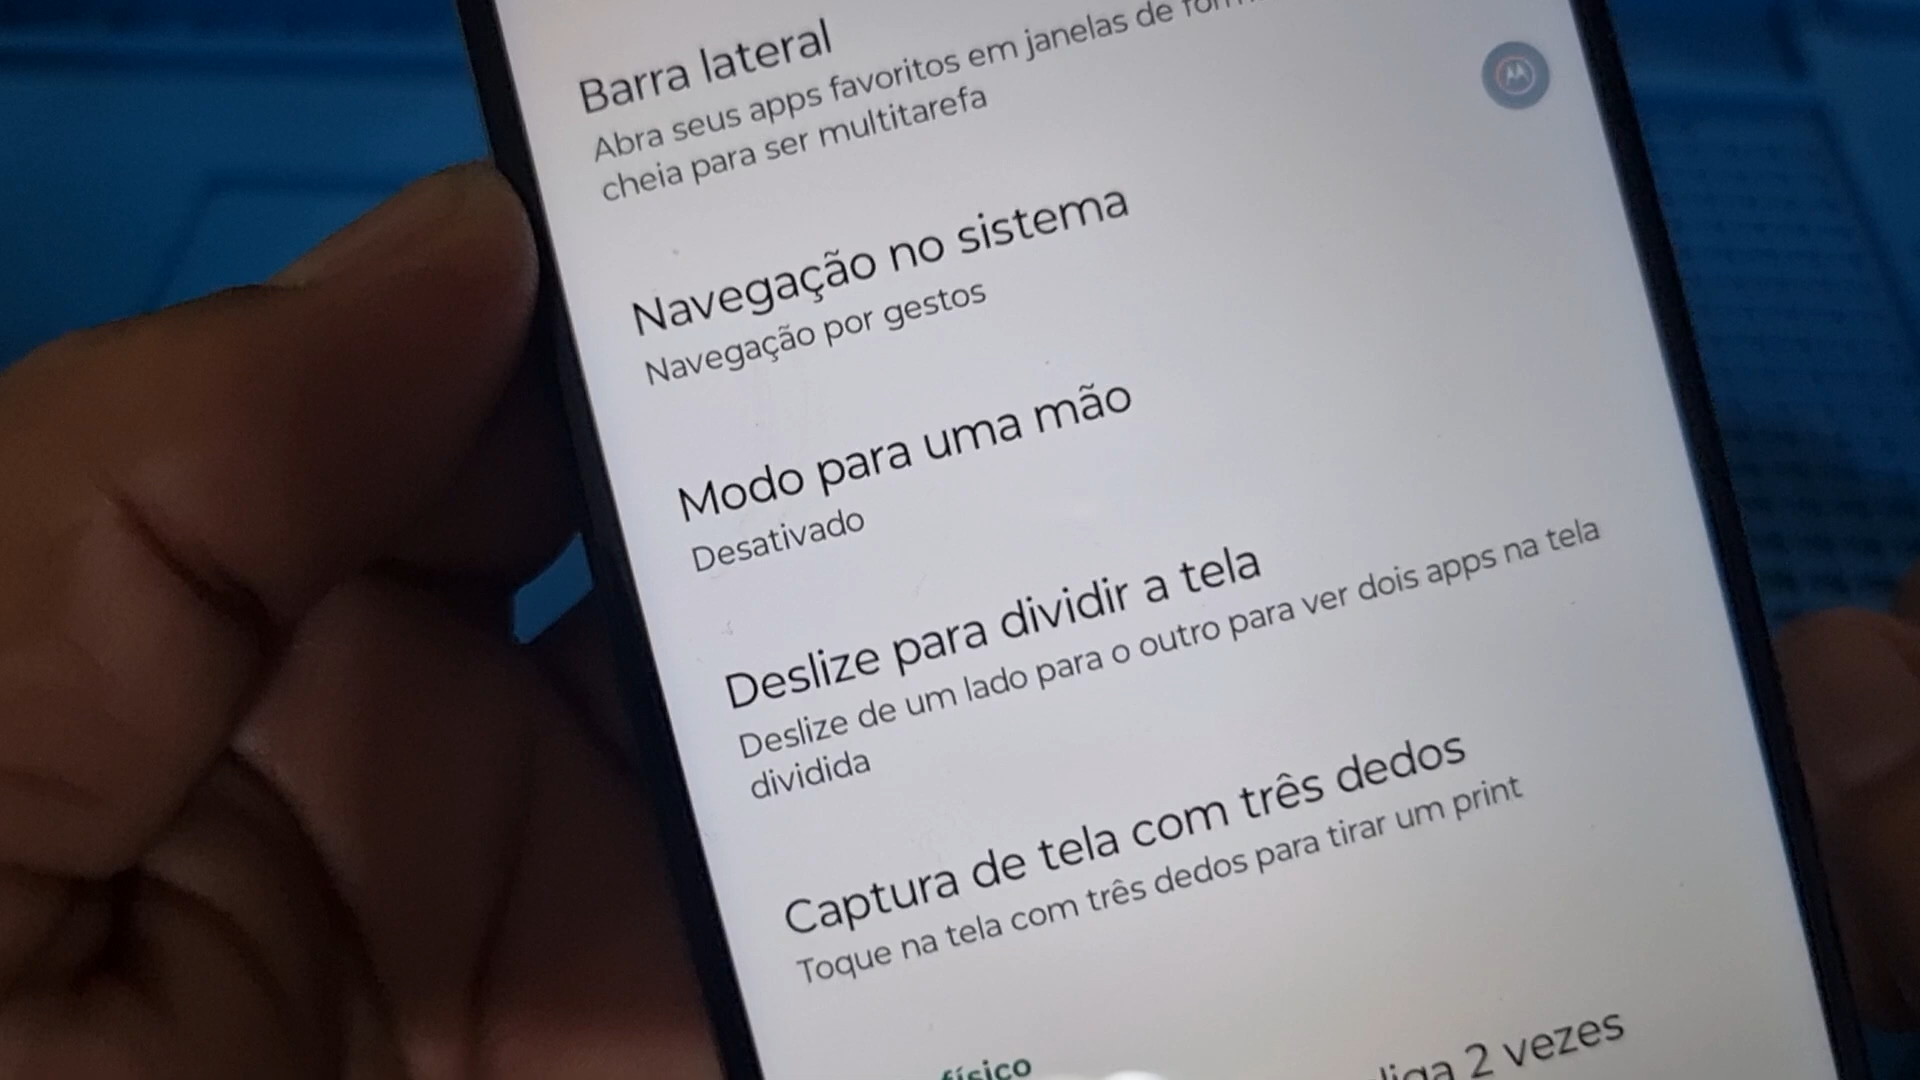 Barra lateral
Abra seus apps favoritos em janelas de
cheia para ser multitarefa
Navegação no sistema
Navegação por gestos
Modo para uma mão
Desativado
Deslize para dividir a tela
Deslize de um lado para o outro para ver dois apps na tela
dividida
Captura de tela com três dedos
Toque na tela com três dedos para tirar um print
físico
liga 2 vezes